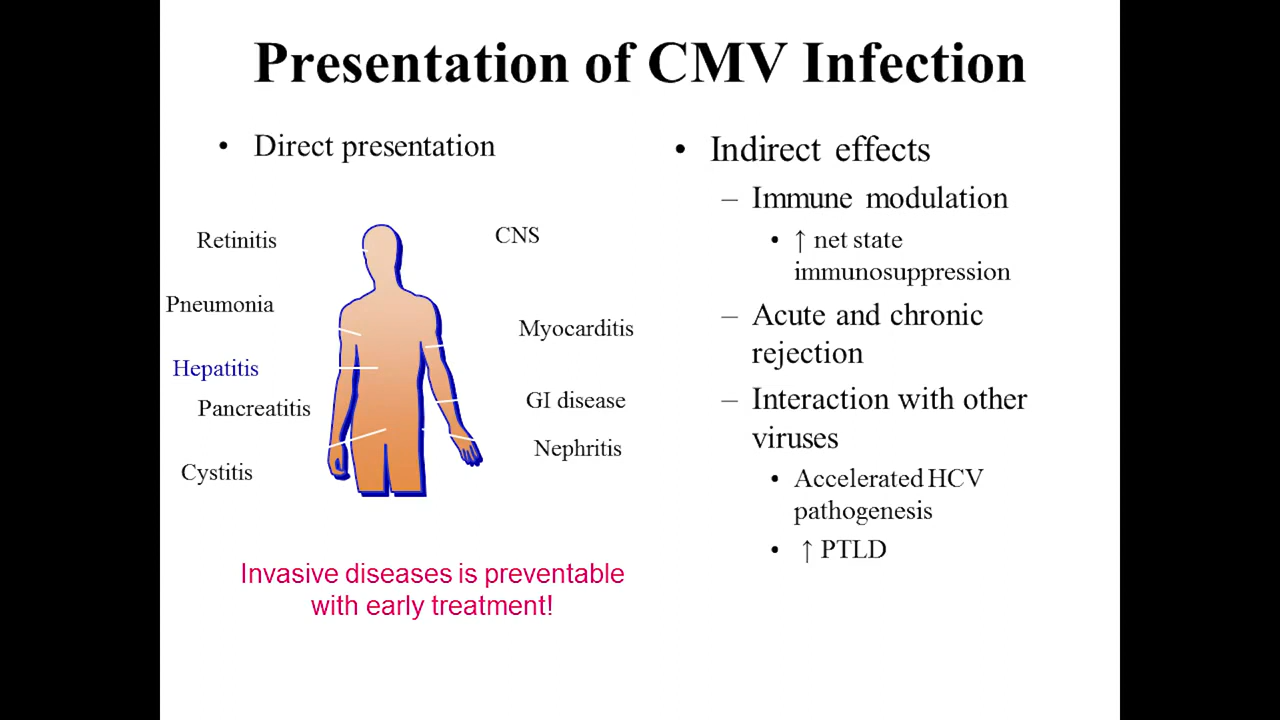 Presentation of CMV Infection
• Direct presentation
Retinitis
CNS
Pneumonia
Myocarditis
Hepatitis
Pancreatitis
GI disease
Nephritis
Cystitis
Invasive diseases is preventable
with early treatment!
• Indirect effects
– Immune modulation
• ↑ net state
immunosuppression
– Acute and chronic
rejection
– Interaction with other
viruses
• Accelerated HCV
pathogenesis
• ↑ PTLD